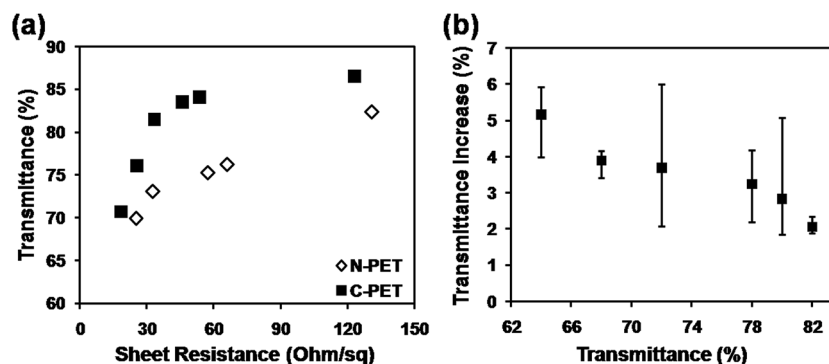 (a)
Transmittance (%)
90
85
80
75
70
65
60
N-PET
C-PET
0 30 60 90 120 150
Sheet Resistance (Ohm/sq)
(b)
Transmittance Increase (%)
7
6
5
4
3
2
1
0
62 66 70 74 78 82
Transmittance (%)